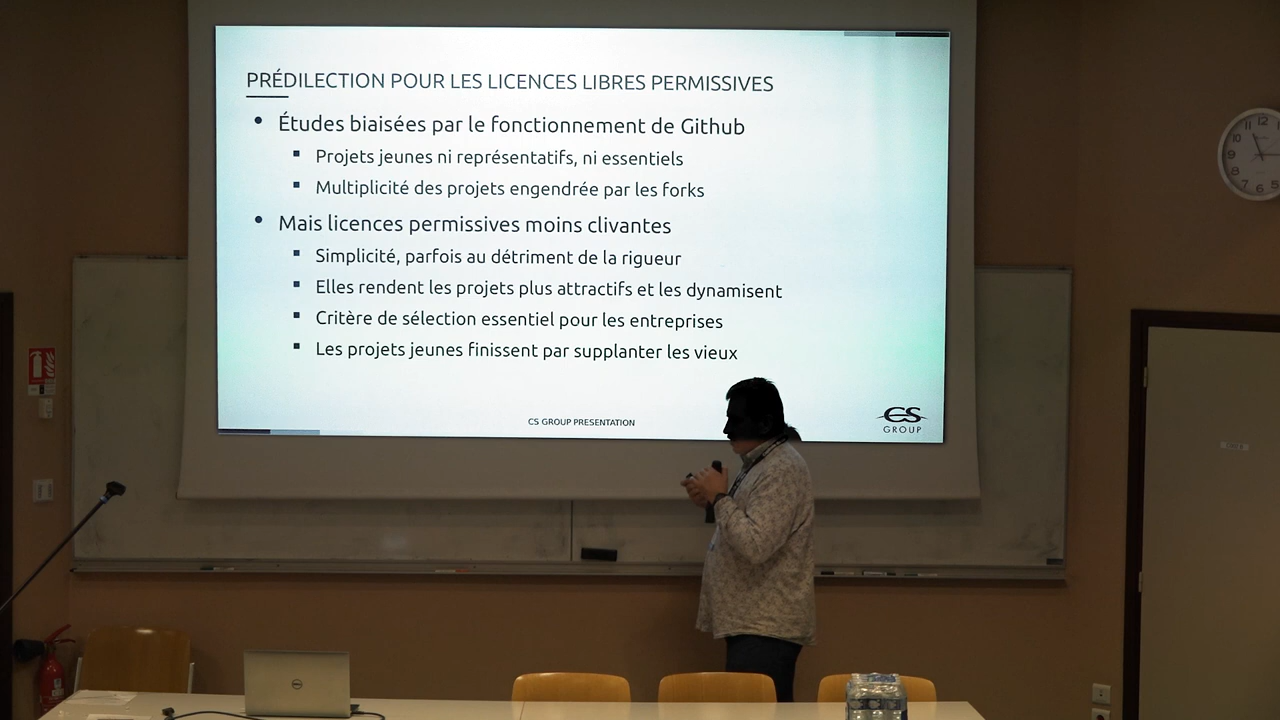 PRÉDILECTION POUR LES LICENCES LIBRES PERMISSIVES
• Études biaisées par le fonctionnement de Github
▪ Projets jeunes ni représentatifs, ni essentiels
▪ Multiplicité des projets engendrée par les forks
• Mais licences permissives moins clivantes
▪ Simplicité, parfois au détriment de la rigueur
▪ Elles rendent les projets plus attractifs et les dynamisent
▪ Critère de sélection essentiel pour les entreprises
▪ Les projets jeunes finissent par supplanter les vieux
CS GROUP PRESENTATION
CS
GROUP
DELL